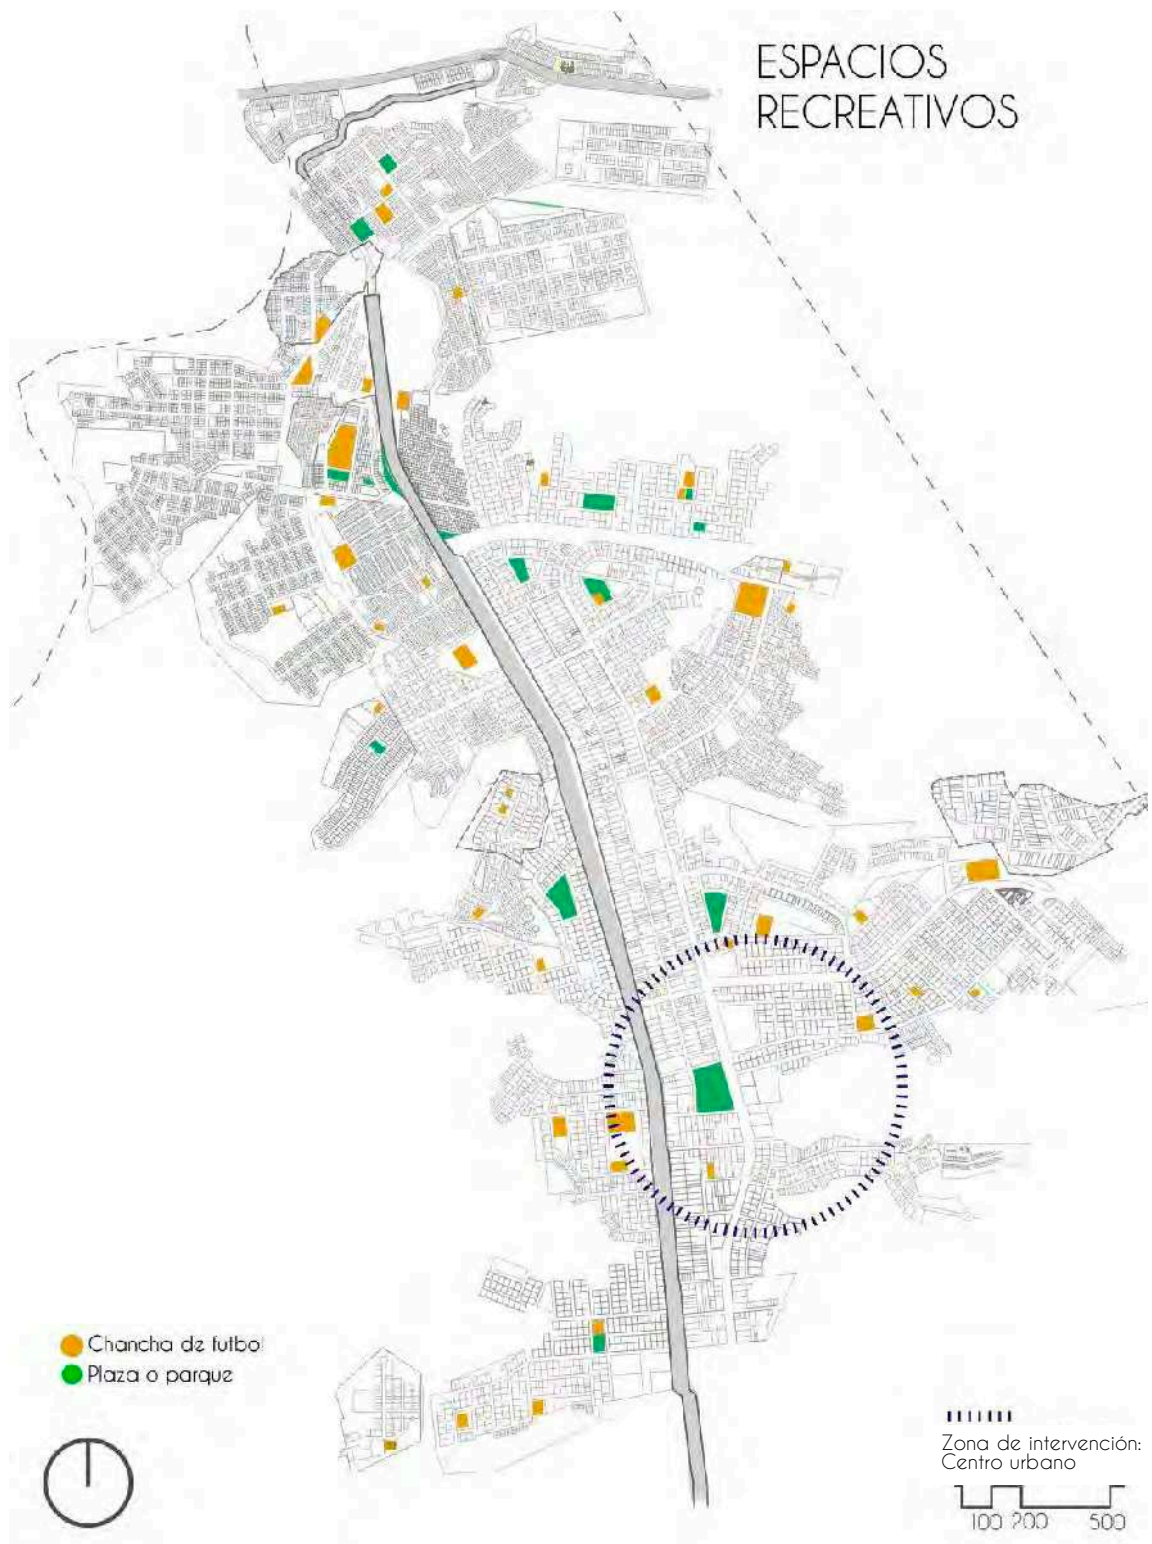 ESPACIOS
RECREATIVOS
Chancha de futbol
Plaza o parque
Zona de intervención:
Centro urbano
100 200 500